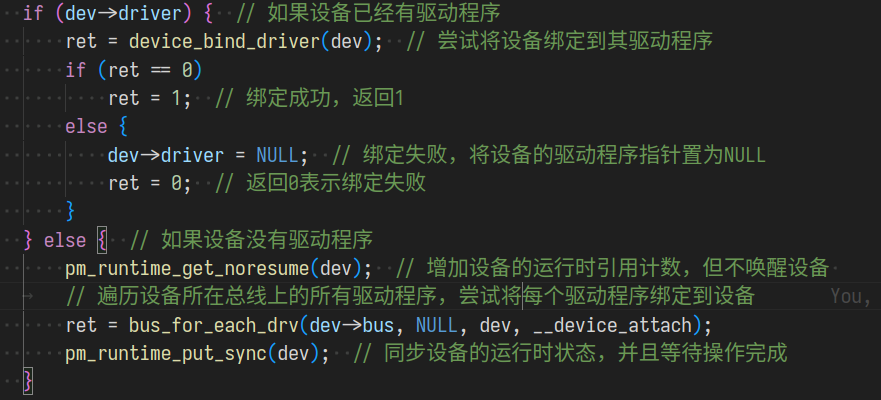 if (dev->driver) { // 如果设备已经有驱动程序
ret = device_bind_driver(dev); // 尝试将设备绑定到其驱动程序
if (ret == 0)
ret = 1; // 绑定成功，返回1
else {
dev->driver = NULL; // 绑定失败，将设备的驱动程序指针置为NULL
ret = 0; // 返回0表示绑定失败
}
} else { // 如果设备没有驱动程序
pm_runtime_get_noresume(dev); // 增加设备的运行时引用计数，但不唤醒设备
// 遍历设备所在总线上的所有驱动程序，尝试将每个驱动程序绑定到设备 You,
ret = bus_for_each_drv(dev->bus, NULL, dev, __device_attach);
pm_runtime_put_sync(dev); // 同步设备的运行时状态，并且等待操作完成
}